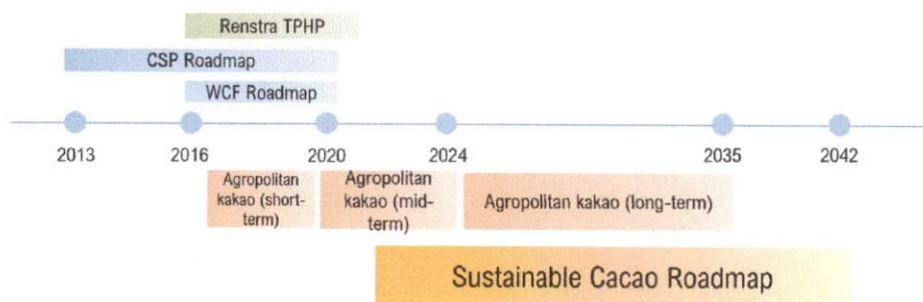 Renstra TPHP
CSP Roadmap
WCF Roadmap
2013 2016 2020 2024 2035 2042
Agropolitan
kakao (short-
term)
Agropolitan
kakao (mid-
term)
Agropolitan kakao (long-term)
Sustainable Cacao Roadmap